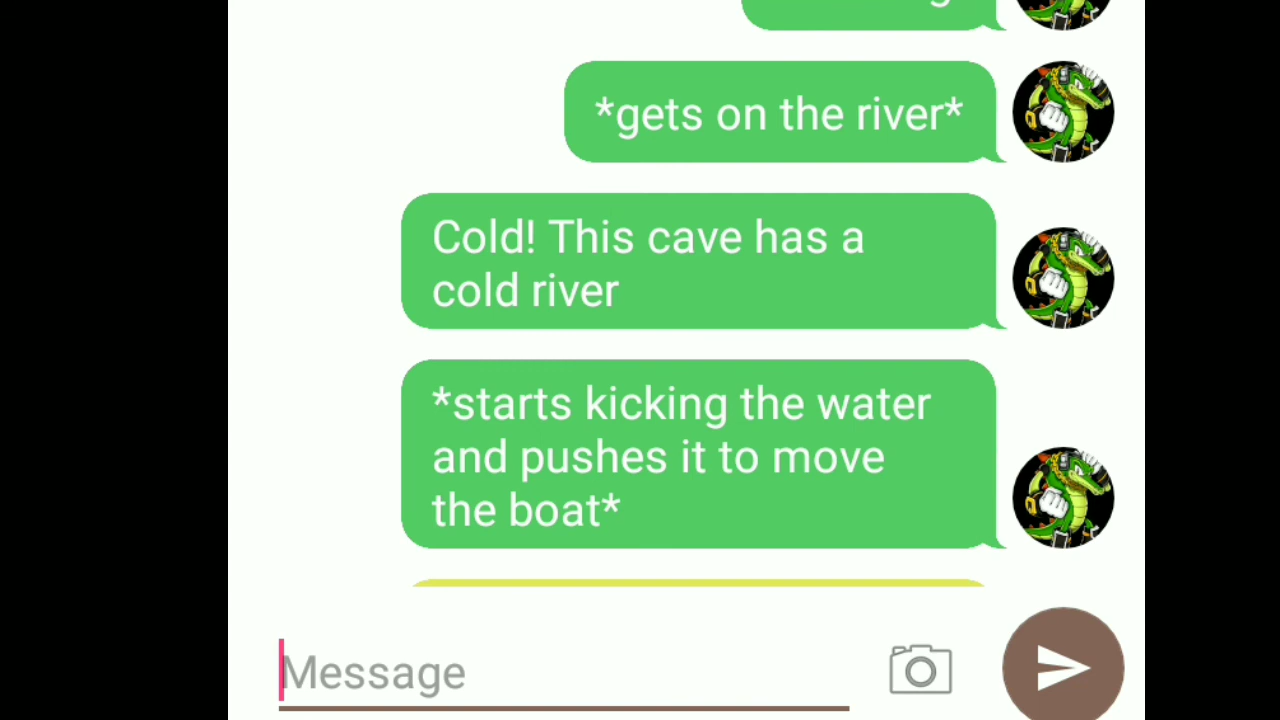 *gets on the river*
Cold! This cave has a
cold river
*starts kicking the water
and pushes it to move
the boat*
Message